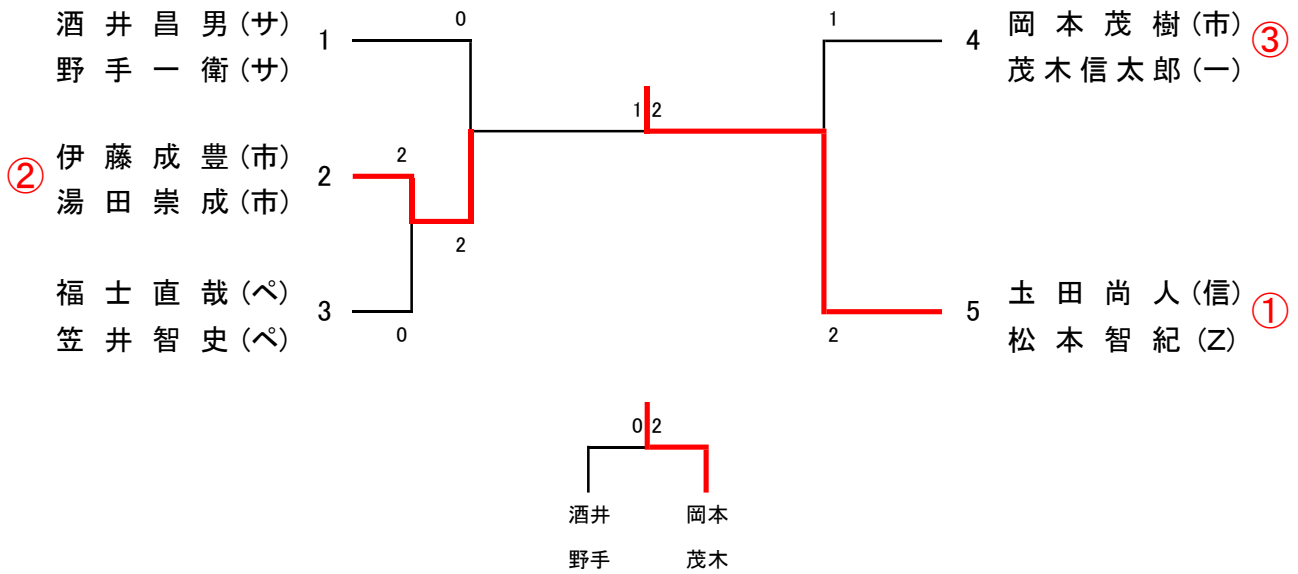 酒井昌男(サ)
野手一衛(サ)
1
0
② 伊藤成豊(市)
湯田崇成(市)
2
2
2
福士直哉(ペ)
笠井智史(ペ)
3
0
1 2
1
4
岡本茂樹(市) ③
茂木信太郎(一)
5
2
圡田尚人(信) ①
松本智紀(Z)
0 2
酒井 岡本
野手 茂木